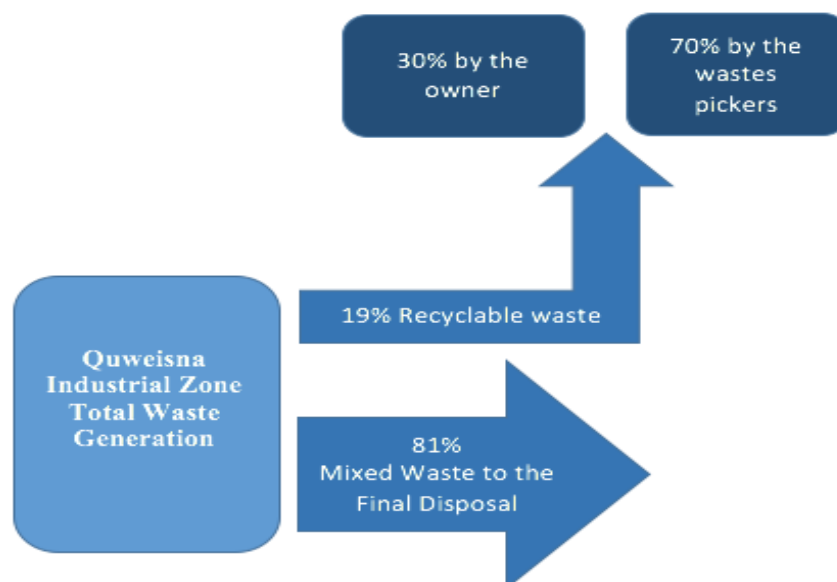 30% by the
owner
70% by the
wastes
pickers
19% Recyclable waste
Quweisna
Industrial Zone
Total Waste
Generation
81%
Mixed Waste to the
Final Disposal